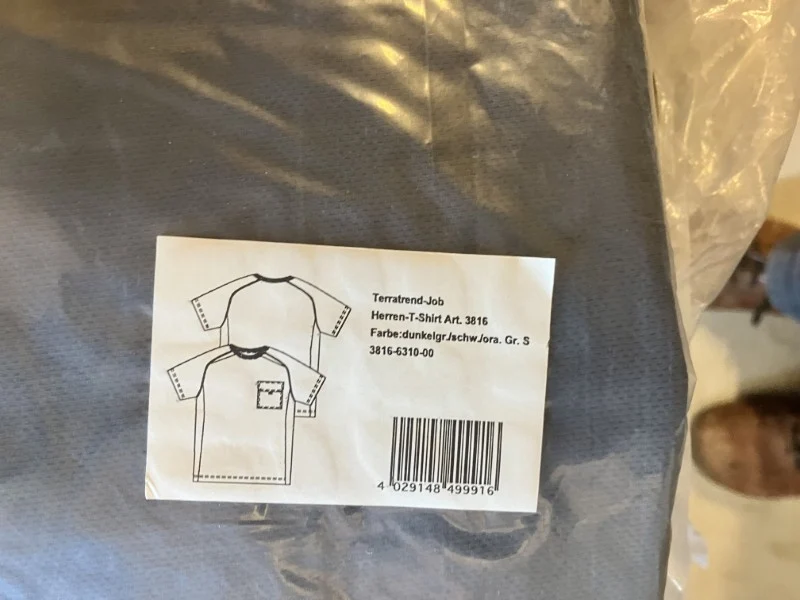 Terratrend-Job
Herren-T-Shirt Art. 3816
Farbe:dunkelgr./schw./ora. Gr. S
3816-6310-00
4 029148 499916